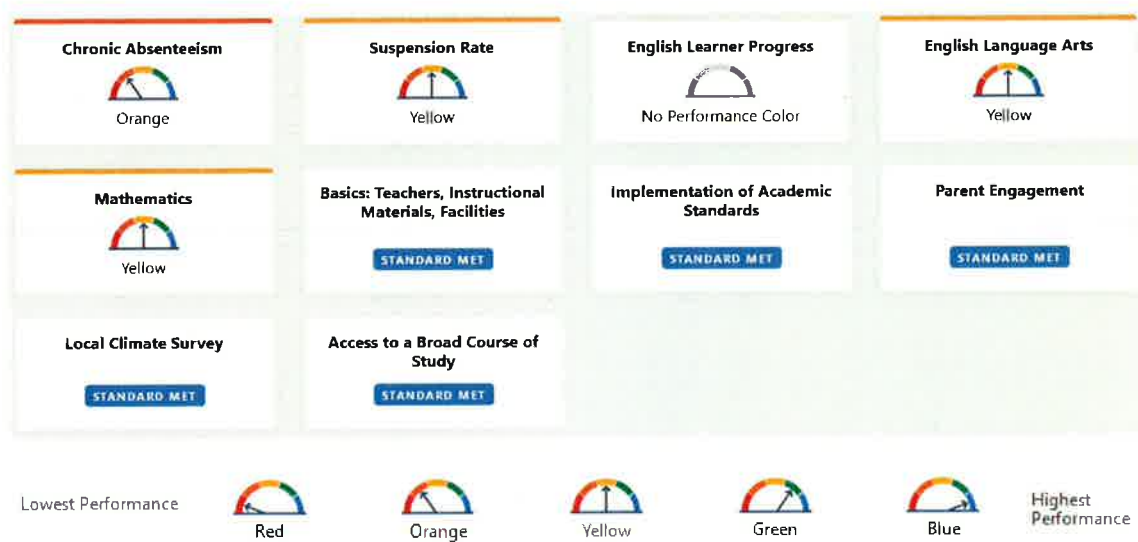 Chronic Absenteeism
Orange
Suspension Rate
Yellow
English Learner Progress
No Performance Color
English Language Arts
Yellow
Mathematics
Yellow
Basics: Teachers, Instructional
Materials, Facilities
STANDARD MET
Implementation of Academic
Standards
STANDARD MET
Parent Engagement
STANDARD MET
Local Climate Survey
STANDARD MET
Access to a Broad Course of
Study
STANDARD MET
Lowest Performance
Red
Orange
Yellow
Green
Blue
Highest
Performance